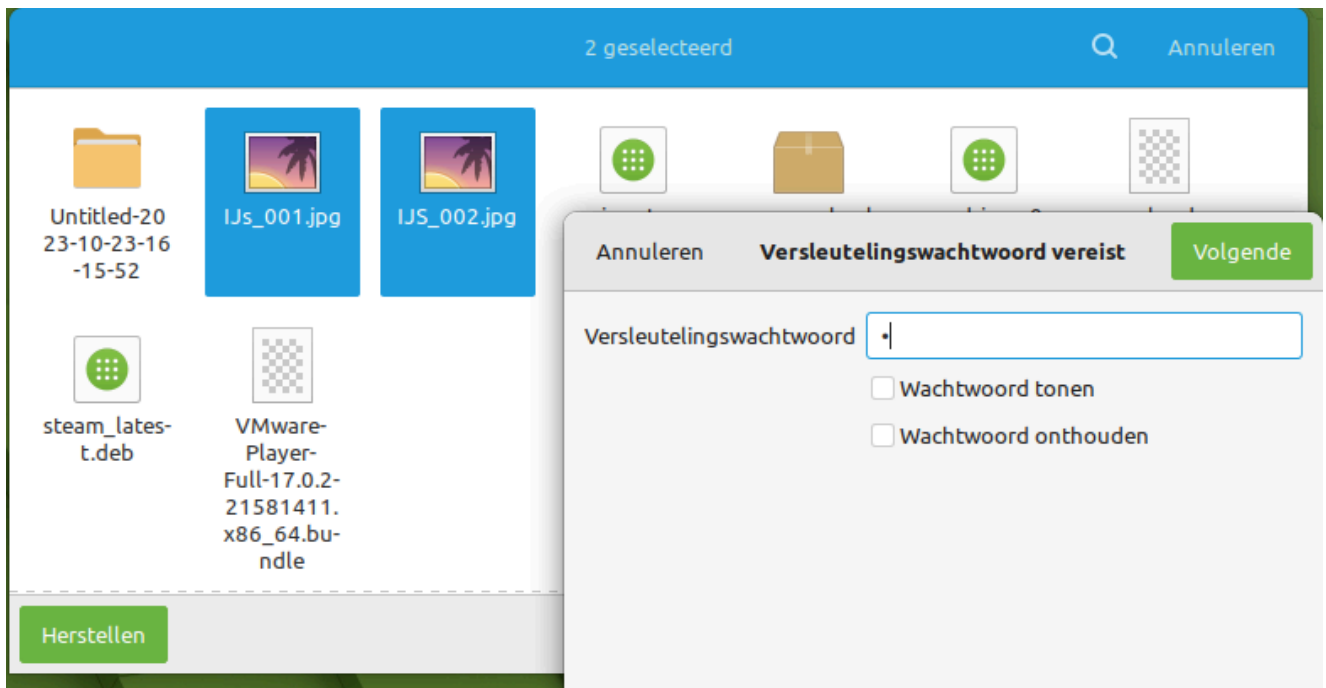 2 geselecteerd
Annuleren
Untitled-20
23-10-23-16
-15-52
IJs_001.jpg
IJS_002.jpg
Annuleren
Versleutelingswachtwoord vereist
Volgende
Versleutelingswachtwoord
Wachtwoord tonen
Wachtwoord onthouden
steam_lates-
t.deb
VMware-
Player-
Full-17.0.2-
21581411.
x86_64.bu-
ndle
Herstellen